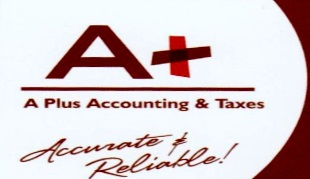 A+
A Plus Accounting & Taxes
Accurate &
Reliable!